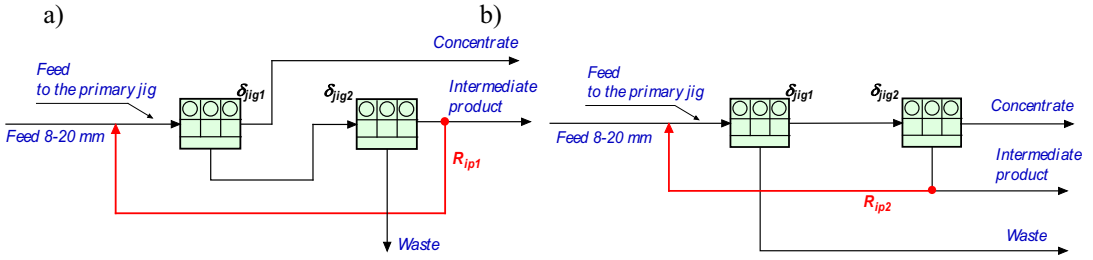 a)
Concentrate
Feed
to the primary jig
δjig1
δjig2
Intermediate
product
Feed 8-20 mm
Rip1
Waste
b)
Feed
to the primary jig
δjig1
δjig2
Concentrate
Feed 8-20 mm
Intermediate
product
Rip2
Waste